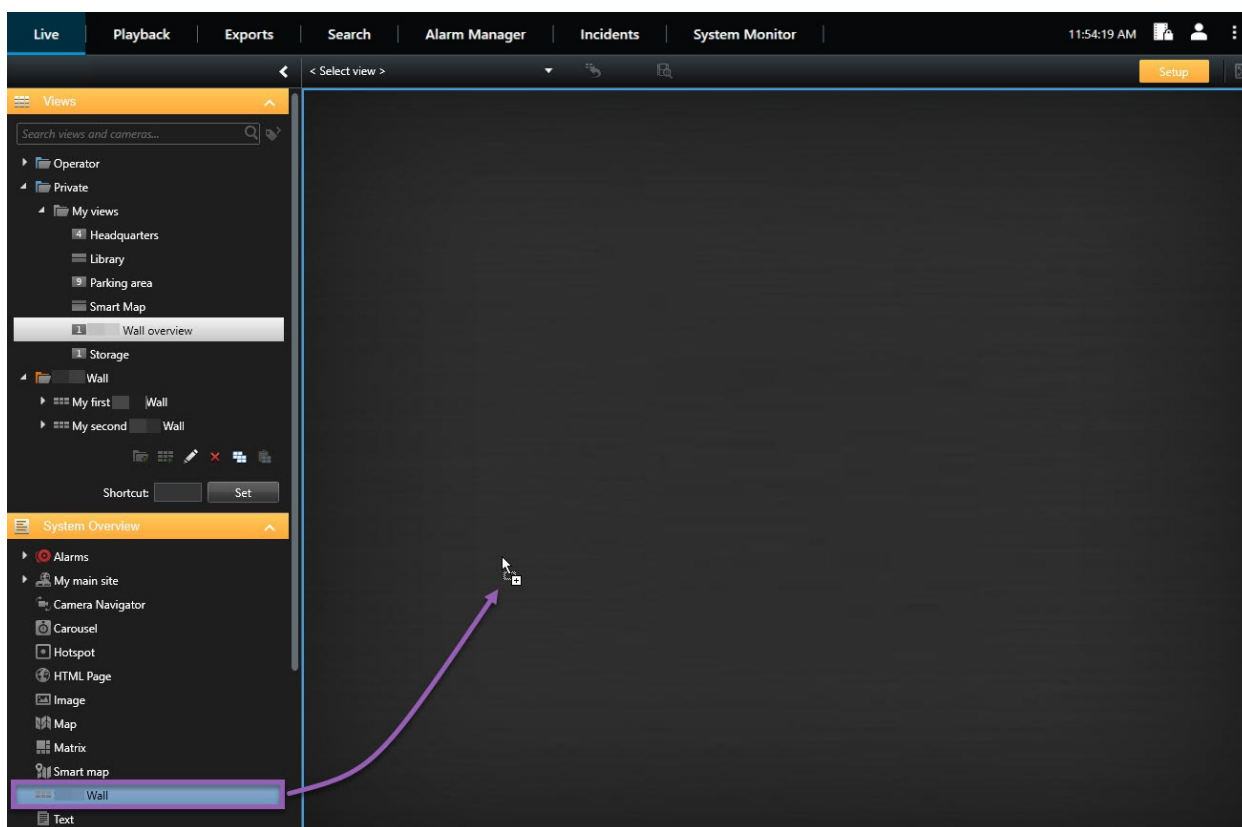 Live Playback Exports Search Alarm Manager Incidents System Monitor 11:54:19 AM
< Select view > Setup
Views
Search views and cameras...
Operator
Private
My views
4 Headquarters
Library
9 Parking area
Smart Map
1 Wall overview
1 Storage
Wall
My first Wall
My second Wall
Shortcut: Set
System Overview
Alarms
My main site
Camera Navigator
Carousel
Hotspot
HTML Page
Image
Map
Matrix
Smart map
Wall
Text